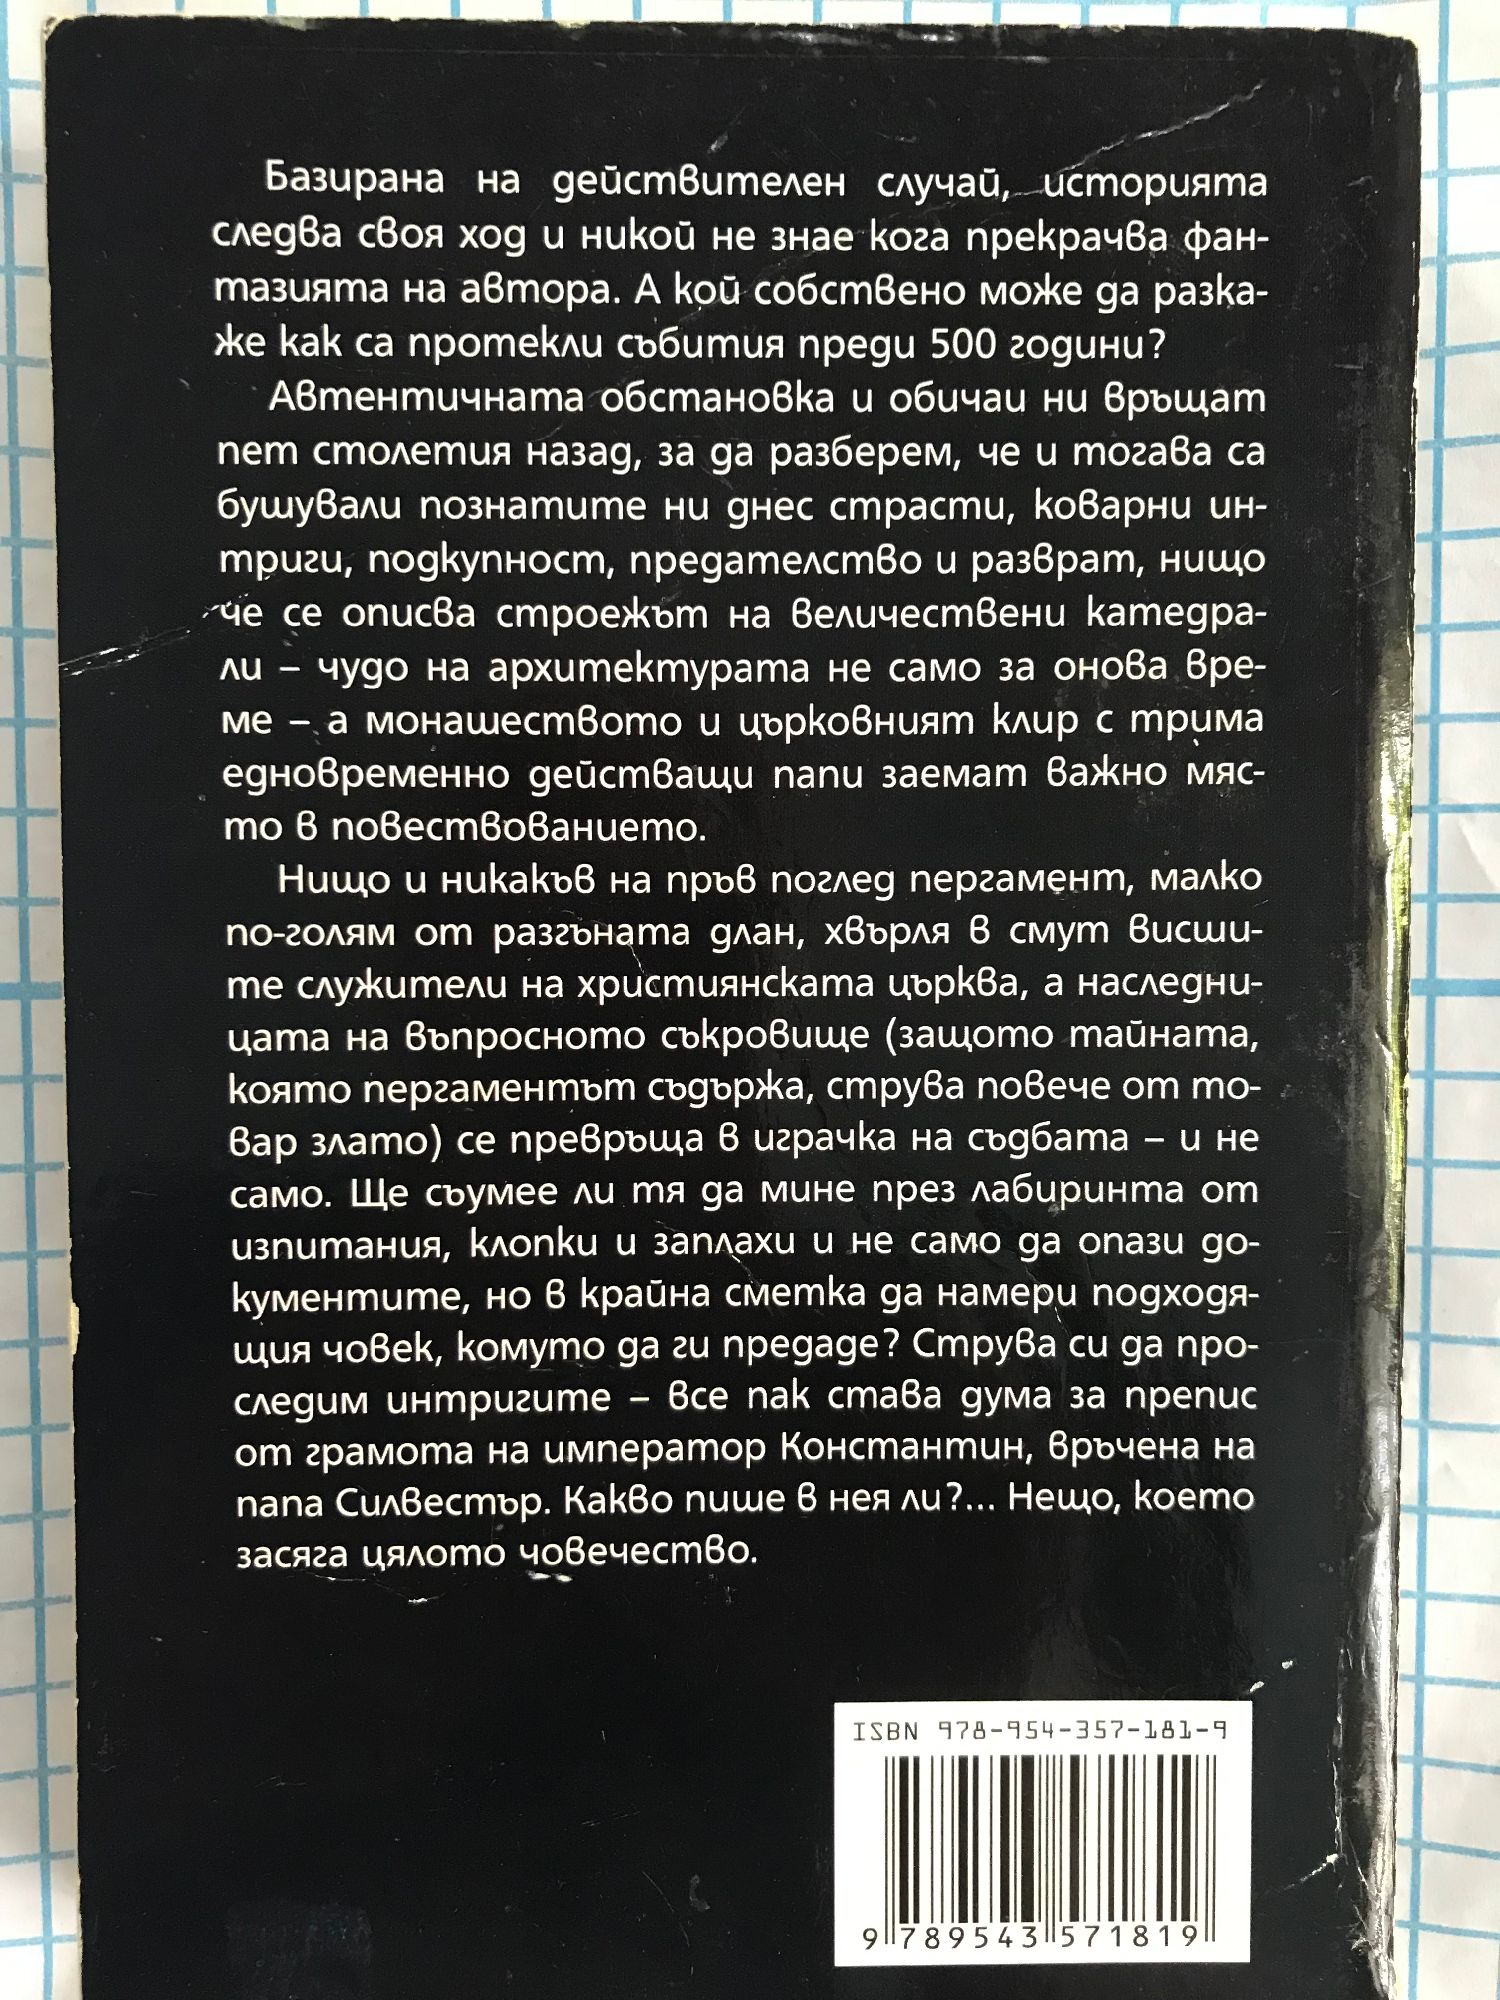 Базирана на действителен случай, историята
следва своя ход и никой не знае кога прекрачва фан-
тазията на автора. А кой собствено може да разка-
же как са протекли събития преди 500 години?
Автентичната обстановка и обичаи ни връщат
пет столетия назад, за да разберем, че и тогава са
бушували познатите ни днес страсти, коварни ин-
триги, подкупност, предателство и разврат, нищо
че се описва строежът на величествени катедра-
ли – чудо на архитектурата не само за онова вре-
ме – а монашеството и църковният клир с трима
едновременно действащи папи заемат важно мяс-
то в повествованието.
Нищо и никакъв на пръв поглед пергамент, малко
по-голям от разгъната длан, хвърля в смут висши-
те служители на християнската църква, а наследни-
цата на въпросното съкровище (защото тайната,
която пергаментът съдържа, струва повече от то-
вар злато) се превръща в играчка на съдбата – и не
само. Ще съумее ли тя да мине през лабиринта от
изпитания, клопки и заплахи и не само да опази до-
кументите, но в крайна сметка да намери подходя-
щия човек, комуто да ги предаде? Струва си да про-
следим интригите – все пак става дума за препис
от грамота на император Константин, връчена на
папа Силвестър. Какво пише в нея ли?... Нещо, което
засяга цялото човечество.
ISBN 978-954-357-181-9
9 789543 571819